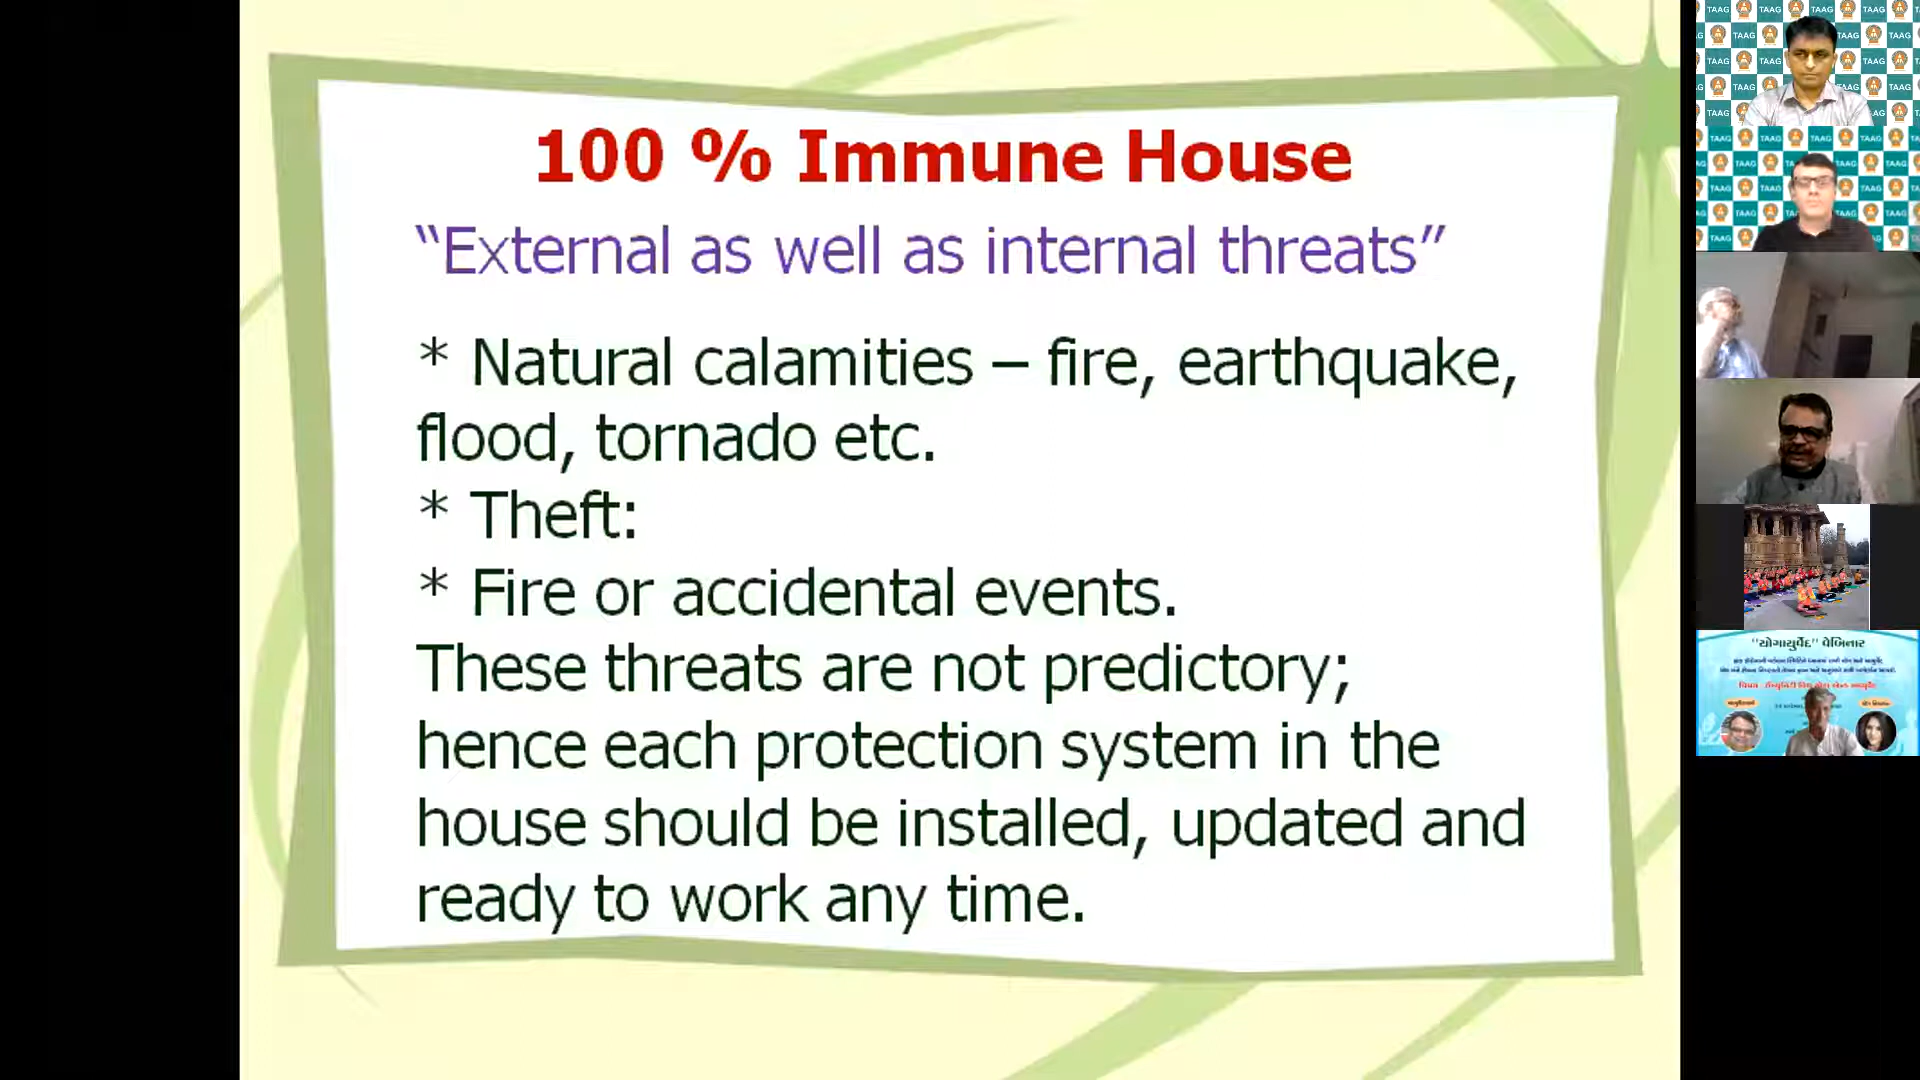 100 % Immune House
“External as well as internal threats”
* Natural calamities – fire, earthquake,
flood, tornado etc.
* Theft:
* Fire or accidental events.
These threats are not predictory;
hence each protection system in the
house should be installed, updated and
ready to work any time.
TAAG
"યોગાયુર્વેદ" વેબિનાર